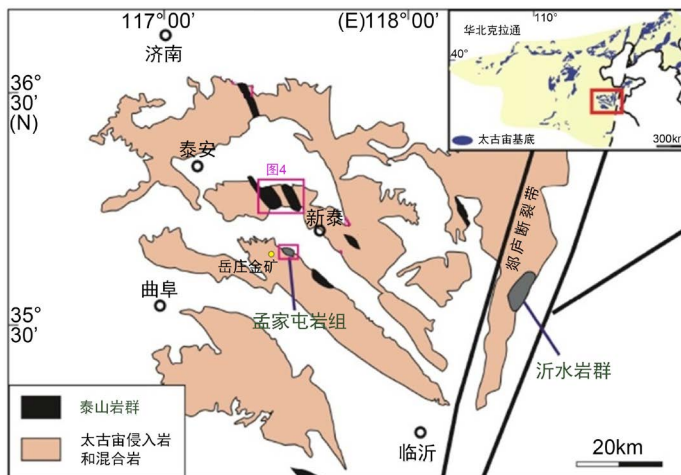 117°00′
(E)118°00′
济南
36°
30′
(N)
泰安
图4
新泰
岳庄金矿
曲阜
35°
30′
孟家屯岩组
郯庐断裂带
沂水岩群
临沂
泰山岩群
太古宙侵入岩
和混合岩
20km
110°
华北克拉通
40°
太古宙基底
300km